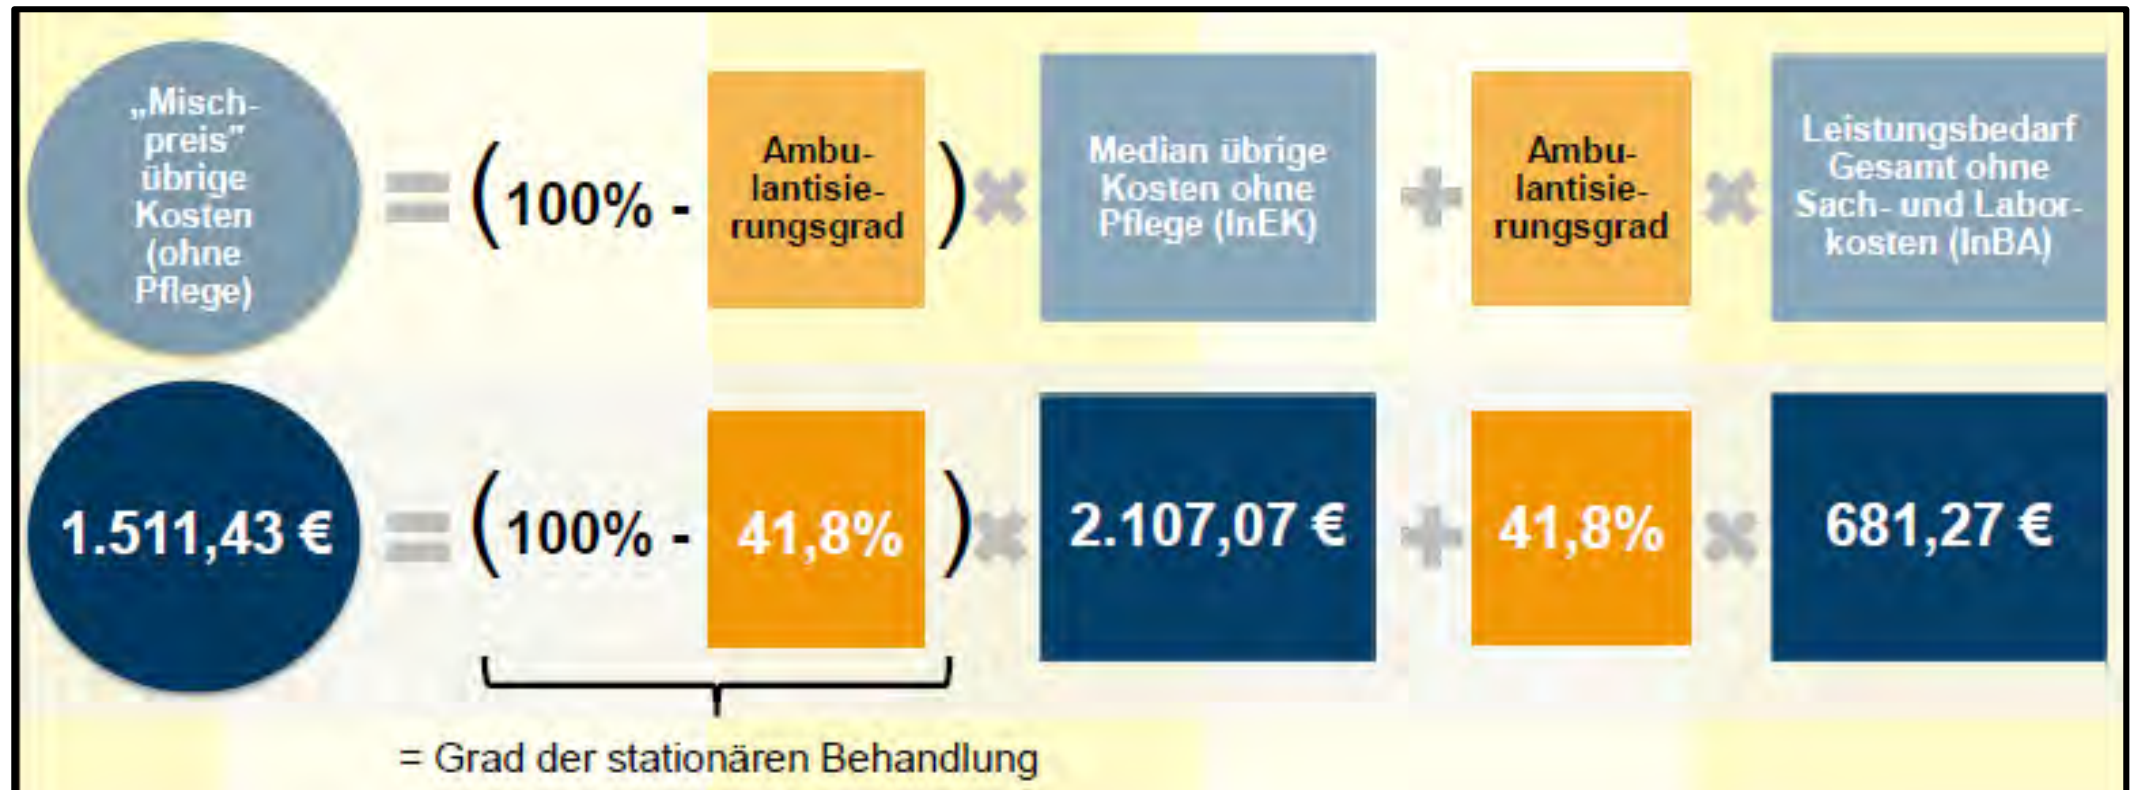 „Misch-
preis"
übrige
Kosten
(ohne
Pflege)
=
(100% -
Ambu-
lantisie-
rungsgrad
)
×
Median übrige
Kosten ohne
Pflege (InEK)
+
Ambu-
lantisie-
rungsgrad
×
Leistungsbedarf
Gesamt ohne
Sach- und Labor-
kosten (InBA)
1.511,43 € = (100% - 41,8%) × 2.107,07 € + 41,8% × 681,27 €
= Grad der stationären Behandlung